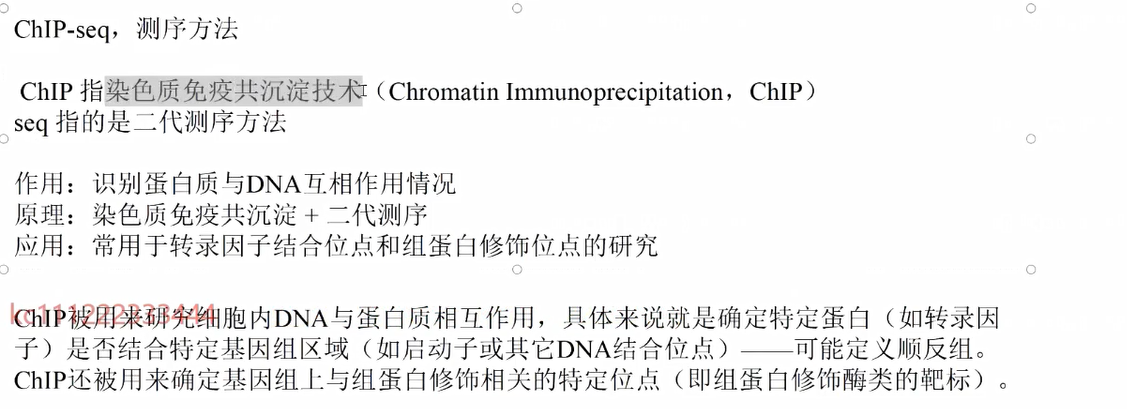 ChIP-seq，测序方法
ChIP 指染色质免疫共沉淀技术（Chromatin Immunoprecipitation，ChIP）
seq 指的是二代测序方法
作用：识别蛋白质与DNA互相作用情况
原理：染色质免疫共沉淀 + 二代测序
应用：常用于转录因子结合位点和组蛋白修饰位点的研究
kc111222333444
ChIP被用来研究细胞内DNA与蛋白质相互作用，具体来说就是确定特定蛋白（如转录因
子）是否结合特定基因组区域（如启动子或其它DNA结合位点）——可能定义顺反组。
ChIP还被用来确定基因组上与组蛋白修饰相关的特定位点（即组蛋白修饰酶类的靶标）。